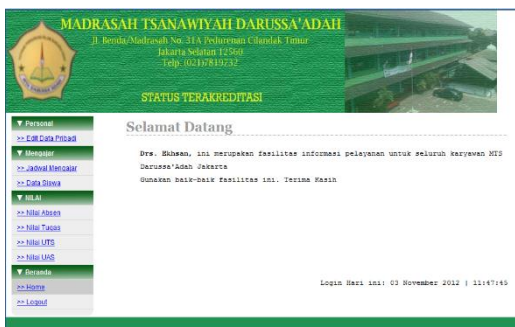 MADRASAH TSANAWIYAH DARUSSA'ADAH
Jl. Benda/Madrasah No. 31A Pedurenan Cilandak Timur
Jakarta Selatan 12560
Telp. (021)7819732
STATUS TERAKREDITASI
▼ Personal
>> Edit Data Pribadi
▼ Mengajar
>> Jadwal Mengajar
>> Data Siswa
▼ NILAI
>> Nilai Absen
>> Nilai Tugas
>> Nilai UTS
>> Nilai UAS
▼ Beranda
>> Home
>> Logout
Selamat Datang
Drs. Ekhsan, ini merupakan fasilitas informasi pelayanan untuk seluruh karyawan MTS
Darussa'Adah Jakarta
Gunakan baik-baik fasilitas ini. Terima Kasih
Login Hari ini: 03 November 2012 | 11:47:45